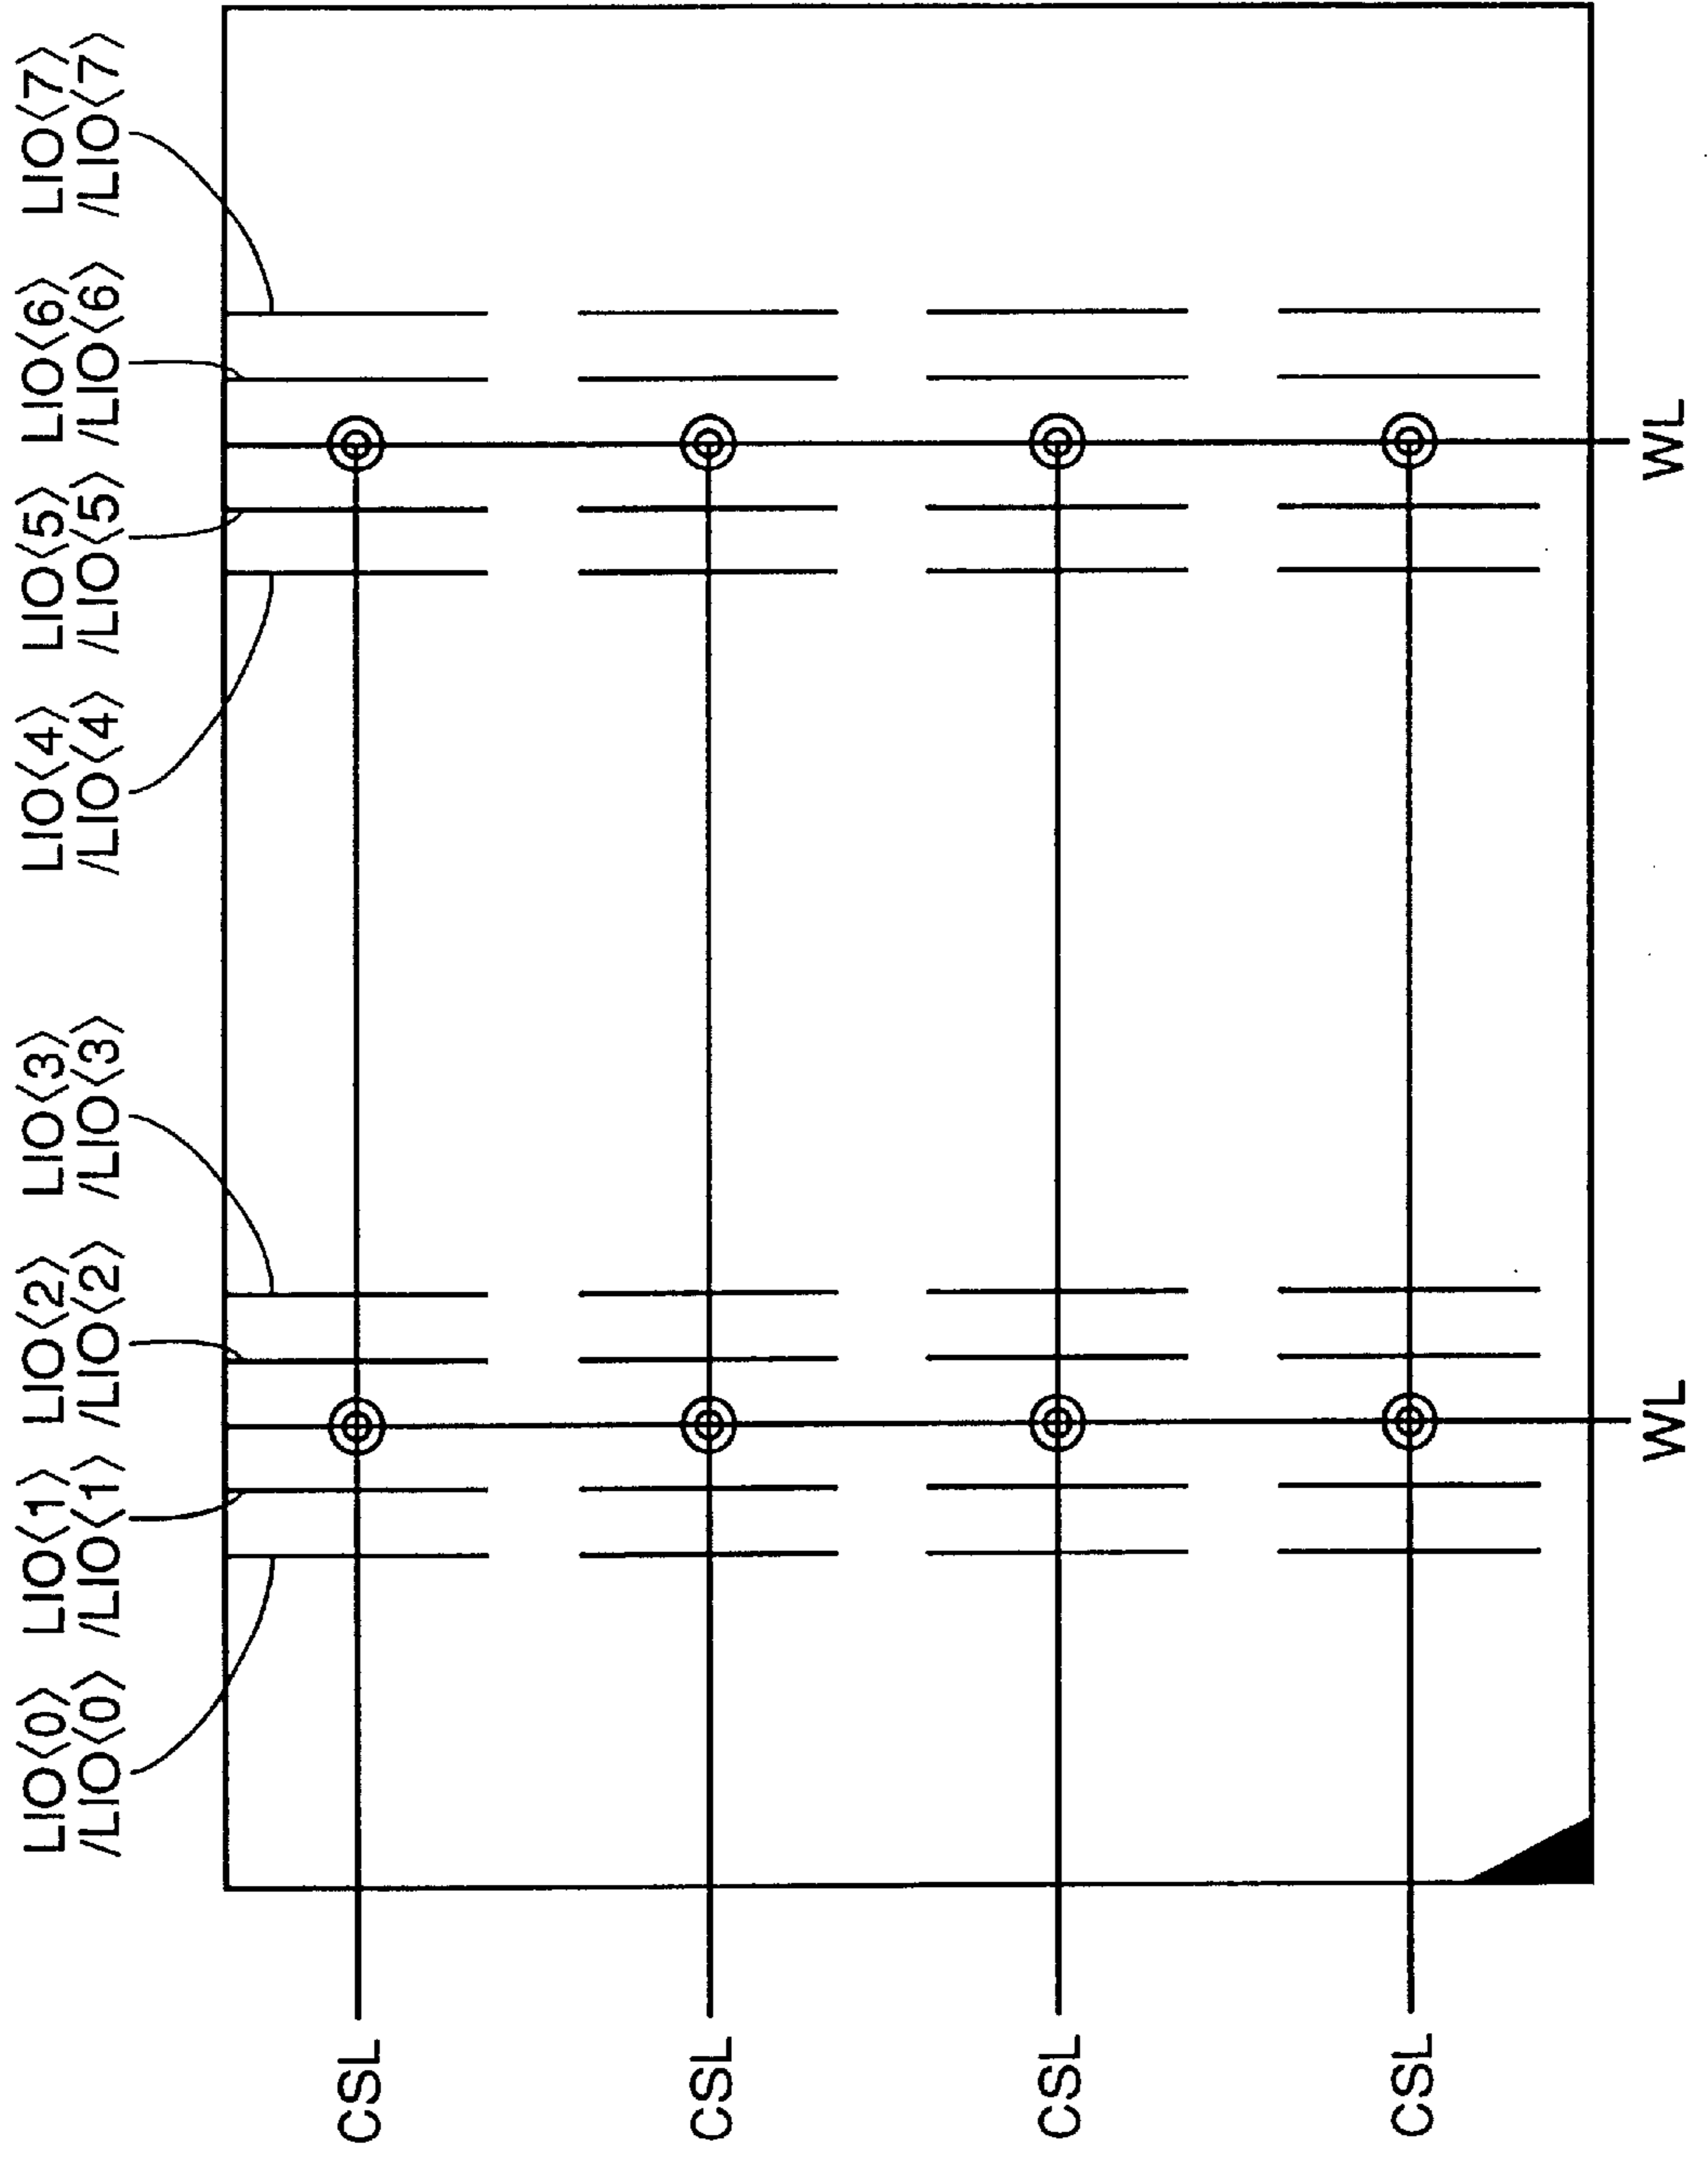 LIO〈0〉 LIO〈1〉 LIO〈2〉 LIO〈3〉 LIO〈4〉 LIO〈5〉 LIO〈6〉 LIO〈7〉
/LIO〈0〉 /LIO〈1〉 /LIO〈2〉 /LIO〈3〉 /LIO〈4〉 /LIO〈5〉 /LIO〈6〉 /LIO〈7〉
CSL
CSL
CSL
CSL
WL WL